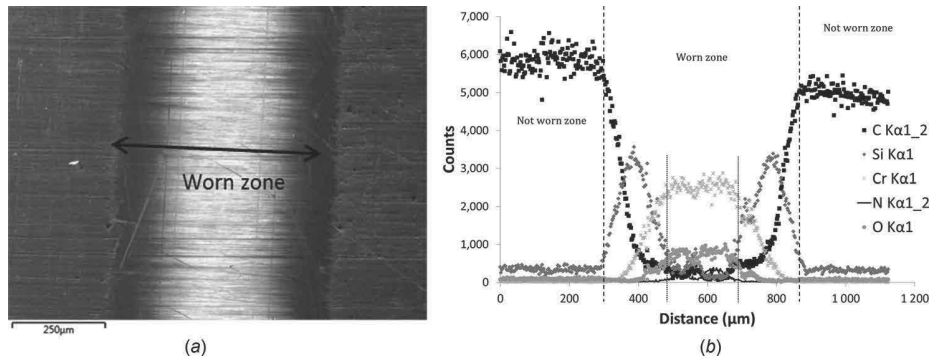 Worn zone
250µm
(a)
7,000
6,000
5,000
4,000
3,000
2,000
1,000
0
Counts
0 200 400 600 800 1 000 1 200
Distance (µm)
Not worn zone
Worn zone
Not worn zone
C Kα1_2
Si Kα1
Cr Kα1
N Kα1_2
O Kα1
(b)